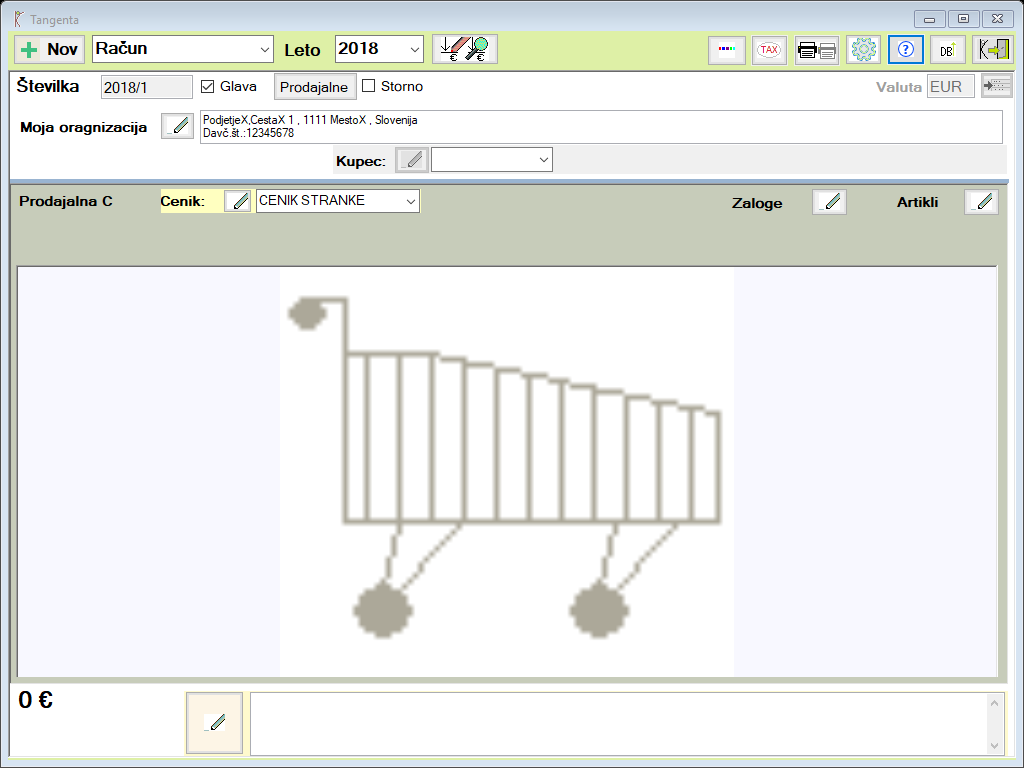 Tangenta
Nov Račun Leto 2018 € € TAX DB
Številka 2018/1 Glava Prodajalne Storno Valuta EUR
Moja oragnizacija PodjetjeX,CestaX 1 , 1111 MestoX , Slovenija
Davč.št.:12345678
Kupec:
Prodajalna C Cenik: CENIK STRANKE Zaloge Artikli
0 €